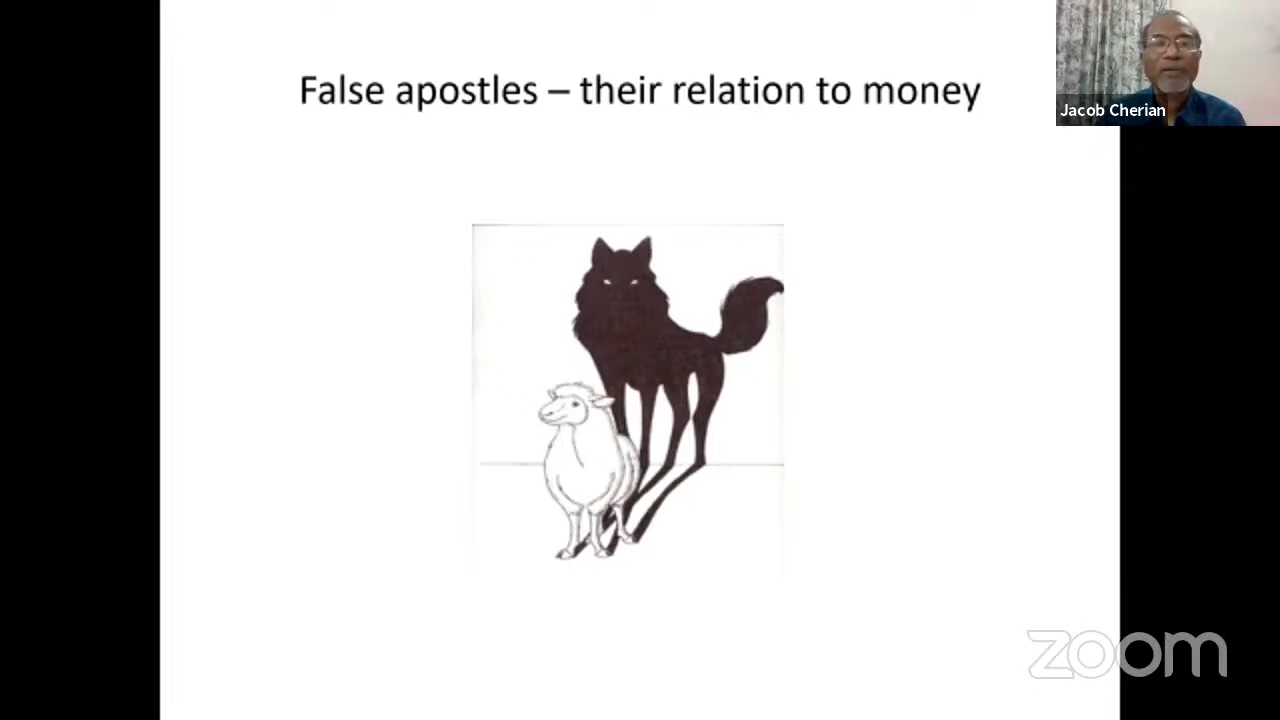 False apostles – their relation to money
Jacob Cherian
zoom